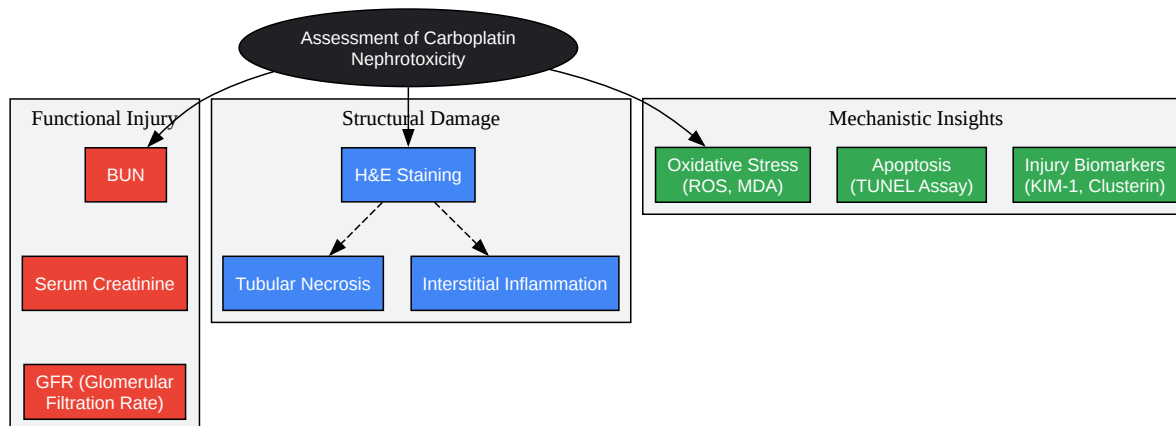 Assessment of Carboplatin
Nephrotoxicity
Functional Injury
BUN
Serum Creatinine
GFR (Glomerular
Filtration Rate)
Structural Damage
H&E Staining
Tubular Necrosis
Interstitial Inflammation
Mechanistic Insights
Oxidative Stress
(ROS, MDA)
Apoptosis
(TUNEL Assay)
Injury Biomarkers
(KIM-1, Clusterin)